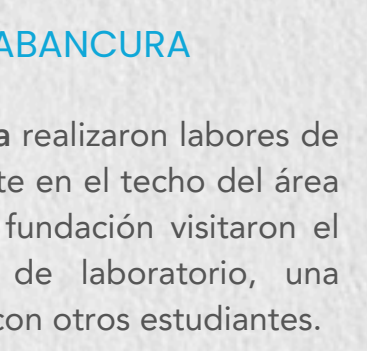 ABANCURA
a realizaron labores de
te en el techo del área
fundación visitaron el
de laboratorio, una
con otros estudiantes.